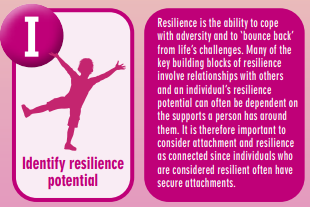 I
Identify resilience
potential
Resilience is the ability to cope
with adversity and to ‘bounce back’
from life’s challenges. Many of the
key building blocks of resilience
involve relationships with others
and an individual’s resilience
potential can often be dependent on
the supports a person has around
them. It is therefore important to
consider attachment and resilience
as connected since individuals who
are considered resilient often have
secure attachments.